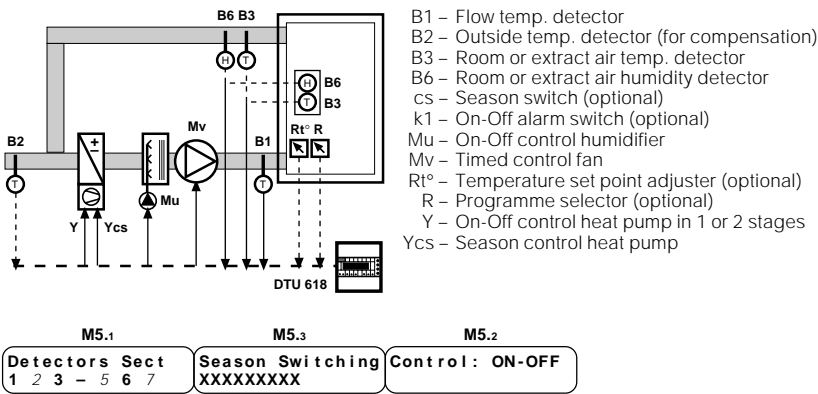 B6 B3
B1 – Flow temp. detector
B2 – Outside temp. detector (for compensation)
B3 – Room or extract air temp. detector
B6 – Room or extract air humidity detector
cs – Season switch (optional)
k1 – On-Off alarm switch (optional)
Mu – On-Off control humidifier
Mv – Timed control fan
Rt° – Temperature set point adjuster (optional)
R – Programme selector (optional)
Y – On-Off control heat pump in 1 or 2 stages
Ycs – Season control heat pump
H T
H B6
T B3
Rt° R
Mv
B2
B1
±
T
T
Mu
Y Ycs
DTU 618
M5.1
M5.3
M5.2
Detectors Sect
1 2 3 – 5 6 7
Season Switching
XXXXXXXXX
Control: ON-OFF